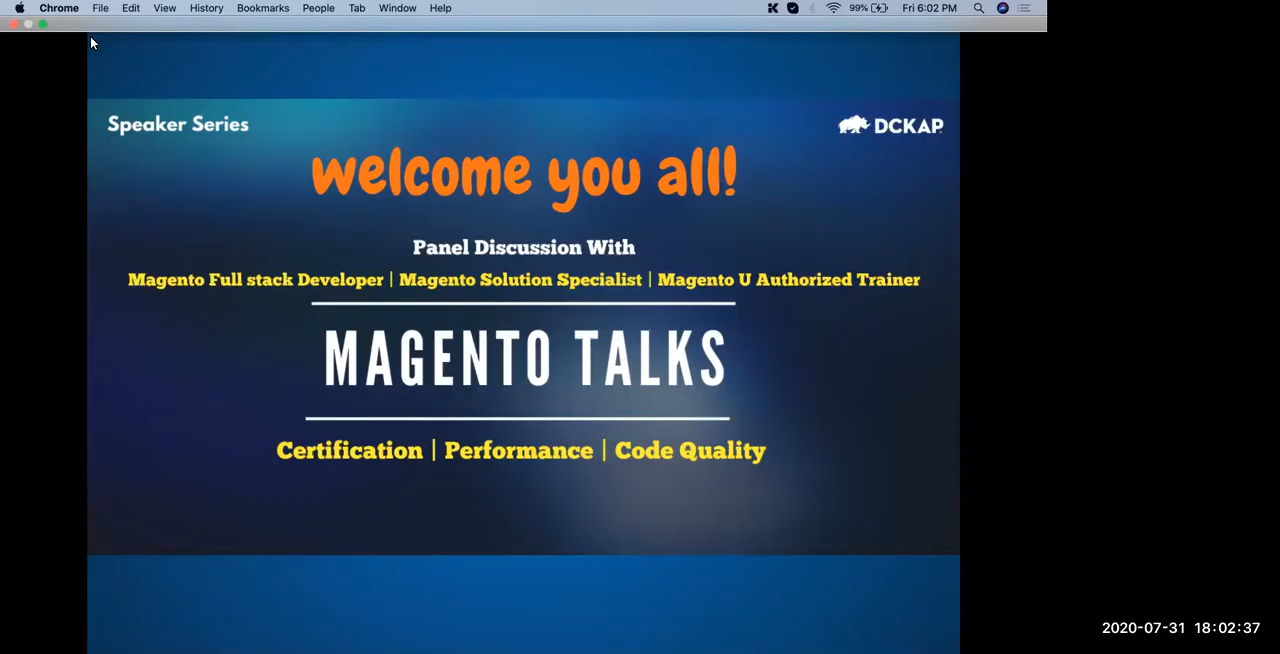 Chrome File Edit View History Bookmarks People Tab Window Help 99% Fri 6:02 PM
Speaker Series
DCKAP
welcome you all!
Panel Discussion With
Magento Full stack Developer | Magento Solution Specialist | Magento U Authorized Trainer
MAGENTO TALKS
Certification | Performance | Code Quality
2020-07-31 18:02:37